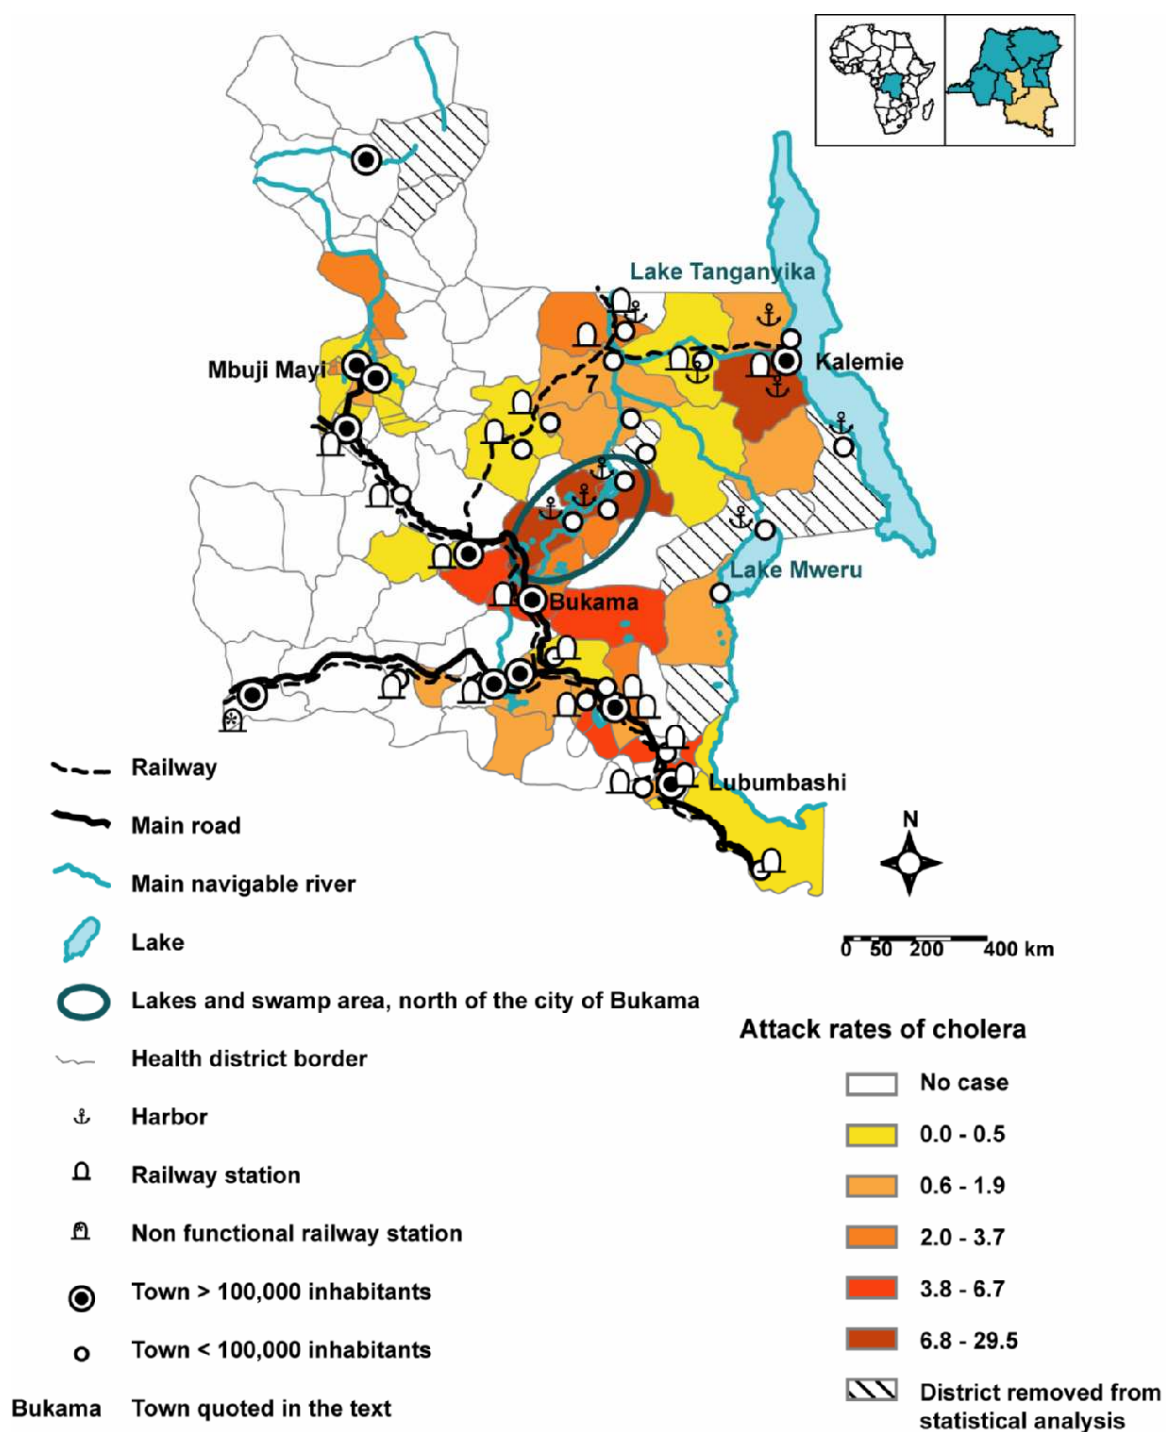 Lake Tanganyika
Mbuji Mayi
Kalemie
7
Lake Mweru
Bukama
Lubumbashi
N
0 50 200 400 km
Railway
Main road
Main navigable river
Lake
Lakes and swamp area, north of the city of Bukama
Health district border
Harbor
Railway station
Non functional railway station
Town > 100,000 inhabitants
Town < 100,000 inhabitants
Bukama Town quoted in the text
Attack rates of cholera
No case
0.0 - 0.5
0.6 - 1.9
2.0 - 3.7
3.8 - 6.7
6.8 - 29.5
District removed from
statistical analysis